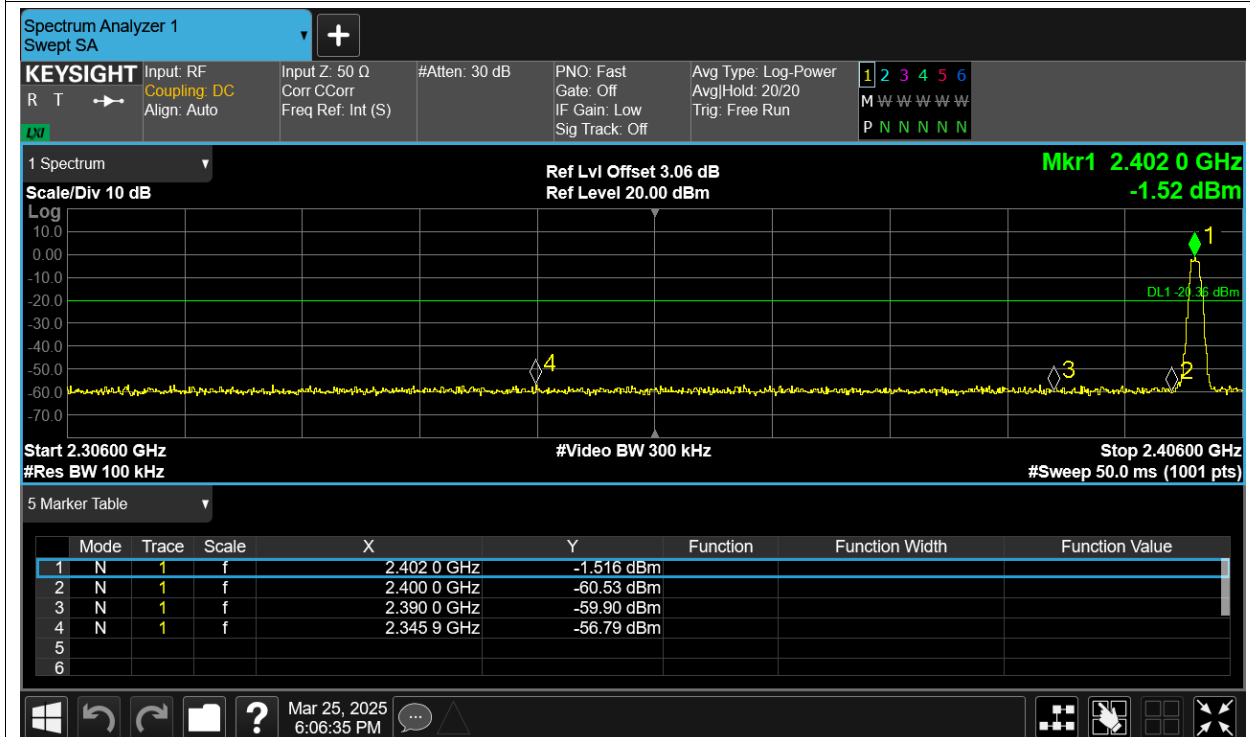 Spectrum Analyzer 1
Swept SA
+
KEYSIGHT Input: RF Input Z: 50 Ω #Atten: 30 dB PNO: Fast Avg Type: Log-Power 1 2 3 4 5 6
R T Coupling: DC Corr CCorr Gate: Off Avg|Hold: 20/20 M W W W W W
Align: Auto Freq Ref: Int (S) IF Gain: Low Trig: Free Run
LXI Sig Track: Off P N N N N N
1 Spectrum Ref Lvl Offset 3.06 dB Mkr1 2.402 0 GHz
Scale/Div 10 dB Ref Level 20.00 dBm -1.52 dBm
Log
10.0 1
0.00
-10.0
-20.0 DL1 -20.36 dBm
-30.0
-40.0
-50.0 4 3 2
-60.0
-70.0
Start 2.30600 GHz #Video BW 300 kHz Stop 2.40600 GHz
#Res BW 100 kHz #Sweep 50.0 ms (1001 pts)
5 Marker Table
Mode Trace Scale X Y Function Function Width Function Value
1 N 1 f 2.402 0 GHz -1.516 dBm
2 N 1 f 2.400 0 GHz -60.53 dBm
3 N 1 f 2.390 0 GHz -59.90 dBm
4 N 1 f 2.345 9 GHz -56.79 dBm
5
6
? Mar 25, 2025
6:06:35 PM